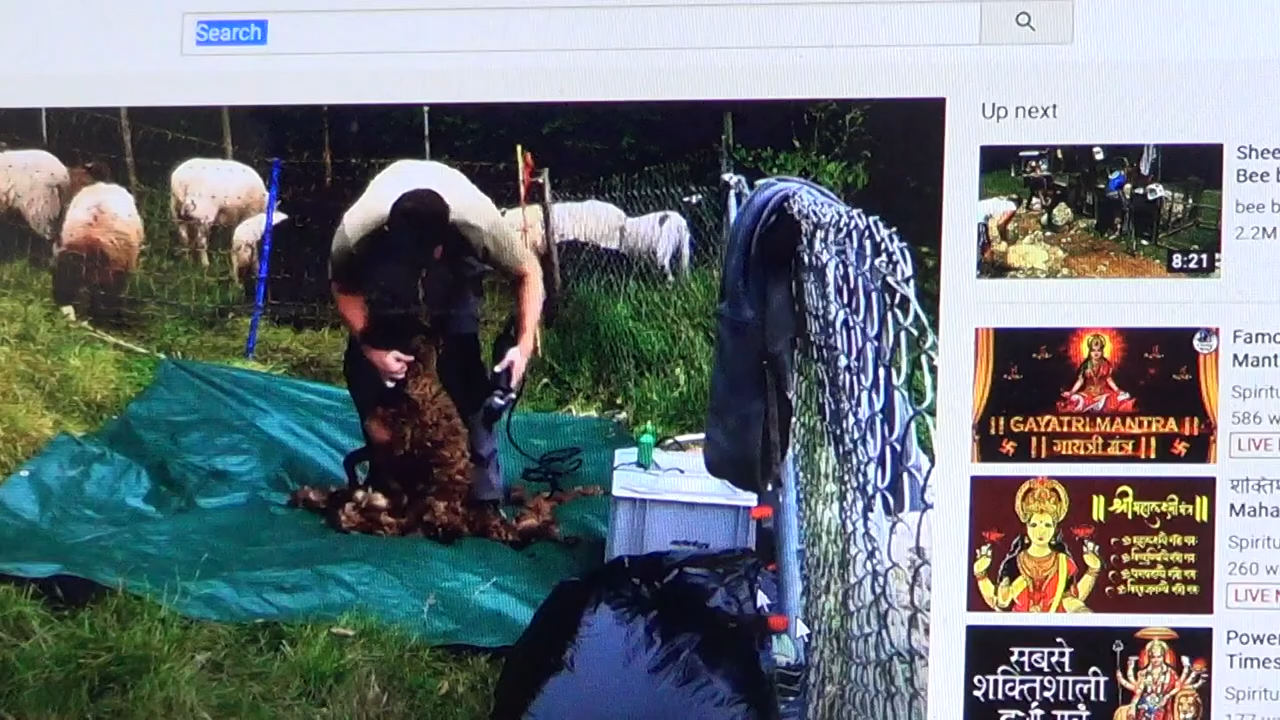 Search
Up next
Shee
Bee b
bee b
2.2M
8:21
Famo
Mant
Spiritu
586 w
LIVE
|| GAYATRI MANTRA ||
|| गायत्री मंत्र ||
शक्ति
Maha
Spiritu
260 w
LIVE N
Power
Times
Spiritu
सबसे
शक्तिशाली